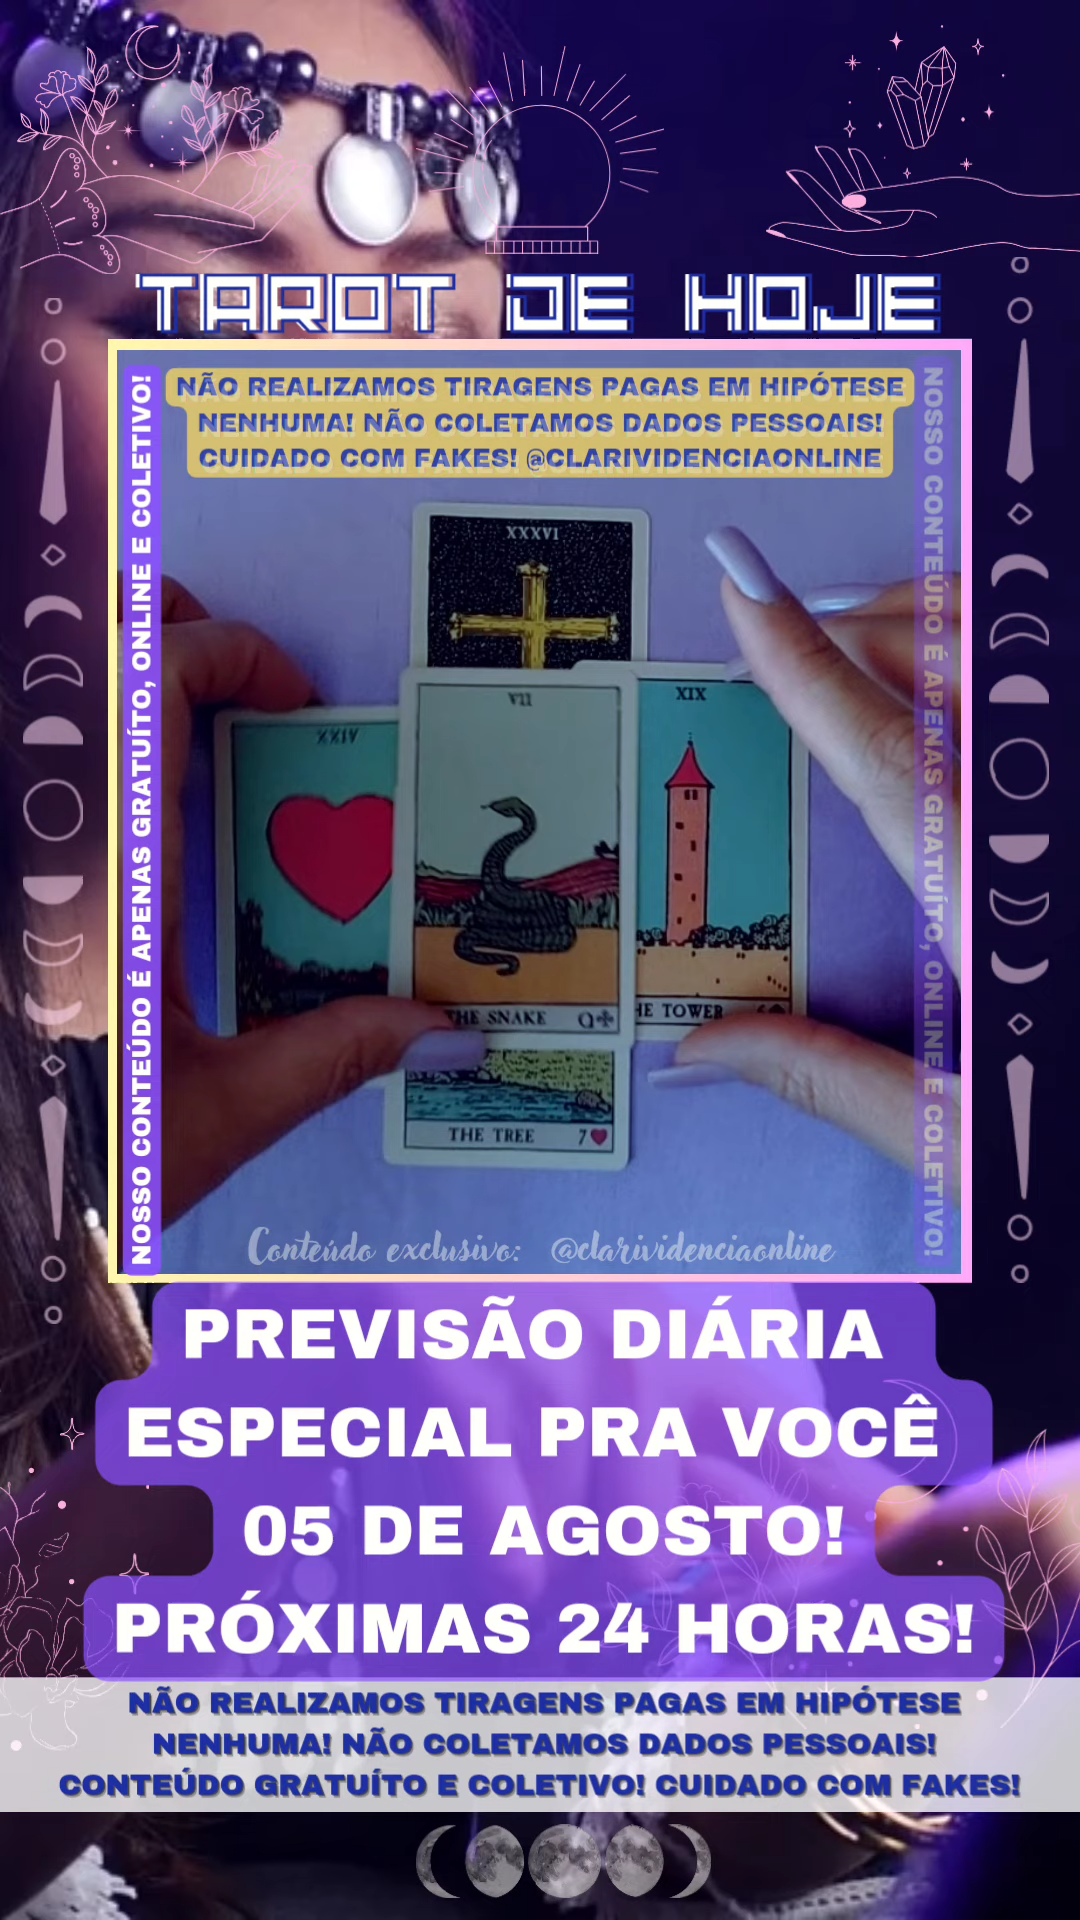 TAROT DE HOJE
NÃO REALIZAMOS TIRAGENS PAGAS EM HIPÓTESE
NENHUMA! NÃO COLETAMOS DADOS PESSOAIS!
CUIDADO COM FAKES! @CLARIVIDENCIAONLINE
NOSSO CONTEÚDO É APENAS GRATUÍTO, ONLINE E COLETIVO!
NOSSO CONTEÚDO É APENAS GRATUÍTO, ONLINE E COLETIVO!
XXXVI
VII
XIX
XXIV
THE SNAKE Q
HE TOWER 6
THE TREE 7
Conteúdo exclusivo: @clarividenciaonline
PREVISÃO DIÁRIA
ESPECIAL PRA VOCÊ
05 DE AGOSTO!
PRÓXIMAS 24 HORAS!
NÃO REALIZAMOS TIRAGENS PAGAS EM HIPÓTESE
NENHUMA! NÃO COLETAMOS DADOS PESSOAIS!
CONTEÚDO GRATUÍTO E COLETIVO! CUIDADO COM FAKES!